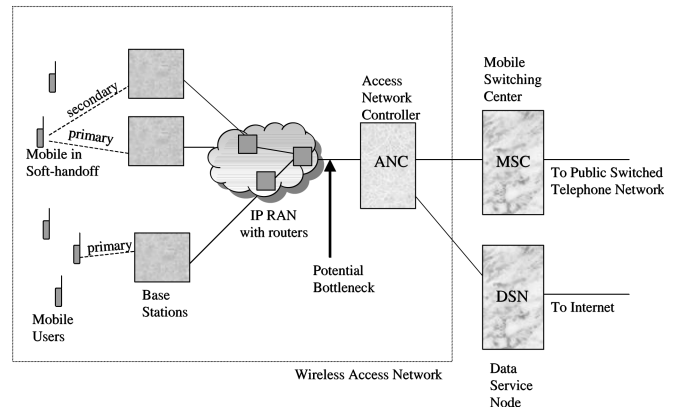 secondary
primary
Mobile in
Soft-handoff
primary
Mobile
Users
Base
Stations
IP RAN
with routers
Potential
Bottleneck
Access
Network
Controller
ANC
Mobile
Switching
Center
MSC
To Public Switched
Telephone Network
DSN
To Internet
Data
Service
Node
Wireless Access Network